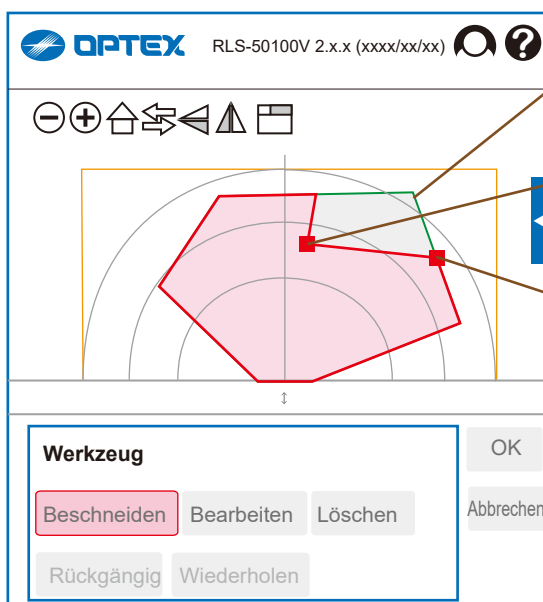 OPTEX RLS-50100V 2.x.x (xxxx/xx/xx) ?
Werkzeug
OK
Beschneiden Bearbeiten Löschen
Abbrechen
Rückgängig Wiederholen